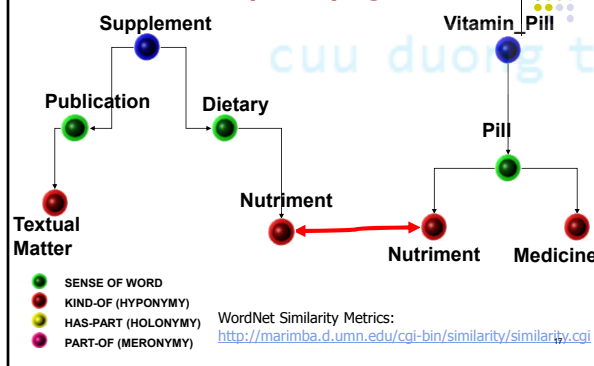 Supplement
Vitamin_Pill
cuu duong t
Publication
Dietary
Pill
Nutriment
Textual
Matter
Nutriment
Medicine
SENSE OF WORD
KIND-OF (HYPONYMY)
HAS-PART (HOLONYMY)
PART-OF (MERONYMY)
WordNet Similarity Metrics:
http://marimba.d.umn.edu/cgi-bin/similarity/similarity.cgi
17